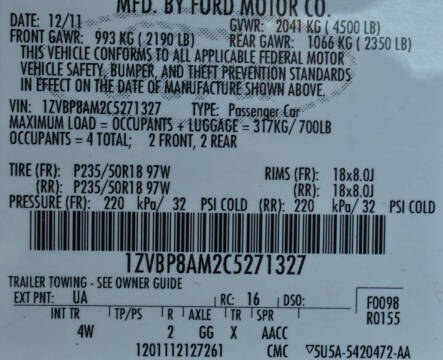 MFD. BY FORD MOTOR CO.
DATE: 12/11 GVWR: 2041 KG ( 4500 LB)
FRONT GAWR: 993 KG ( 2190 LB) REAR GAWR: 1066 KG ( 2350 LB)
THIS VEHICLE CONFORMS TO ALL APPLICABLE FEDERAL MOTOR
VEHICLE SAFETY, BUMPER, AND THEFT PREVENTION STANDARDS
IN EFFECT ON THE DATE OF MANUFACTURE SHOWN ABOVE.
VIN: 1ZVBP8AM2C5271327 TYPE: Passenger Car
MAXIMUM LOAD = OCCUPANTS + LUGGAGE = 317KG/ 700LB
OCCUPANTS = 4 TOTAL; 2 FRONT, 2 REAR
TIRE (FR): P235/50R18 97W RIMS (FR): 18x8.0J
(RR): P235/50R18 97W (RR): 18x8.0J
PRESSURE (FR): 220 kPa/ 32 PSI COLD (RR): 220 kPa/ 32 PSI COLD
1ZVBP8AM2C5271327
TRAILER TOWING - SEE OWNER GUIDE
EXT PNT: UA RC: 16 DSO: F0098
R0155
INT TR TP/PS R AXLE TR SPR
4W 2 GG X AACC
1201112127261 CMC ▽5U5A-5420472-AA